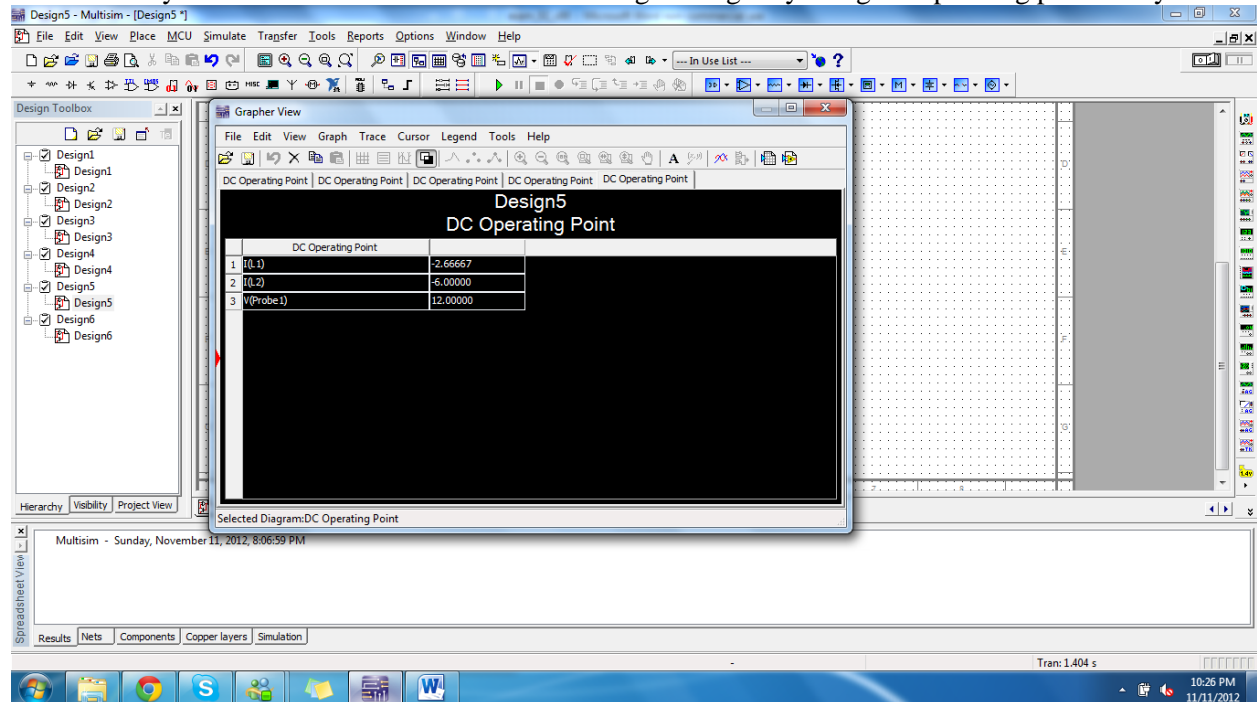 Design5 - Multisim - [Design5 *]
File Edit View Place MCU Simulate Transfer Tools Reports Options Window Help
--- In Use List ---
Design Toolbox
Design1
Design1
Design2
Design2
Design3
Design3
Design4
Design4
Design5
Design5
Design6
Design6
Hierarchy Visibility Project View
Grapher View
File Edit View Graph Trace Cursor Legend Tools Help
DC Operating Point DC Operating Point DC Operating Point DC Operating Point DC Operating Point
Design5
DC Operating Point
DC Operating Point
1 I(L1) -2.66667
2 I(L2) -6.00000
3 V(Probe1) 12.00000
Selected Diagram:DC Operating Point
Multisim - Sunday, November 11, 2012, 8:06:59 PM
Spreadsheet View
Results Nets Components Copper layers Simulation
- Tran: 1.404 s
10:26 PM
11/11/2012